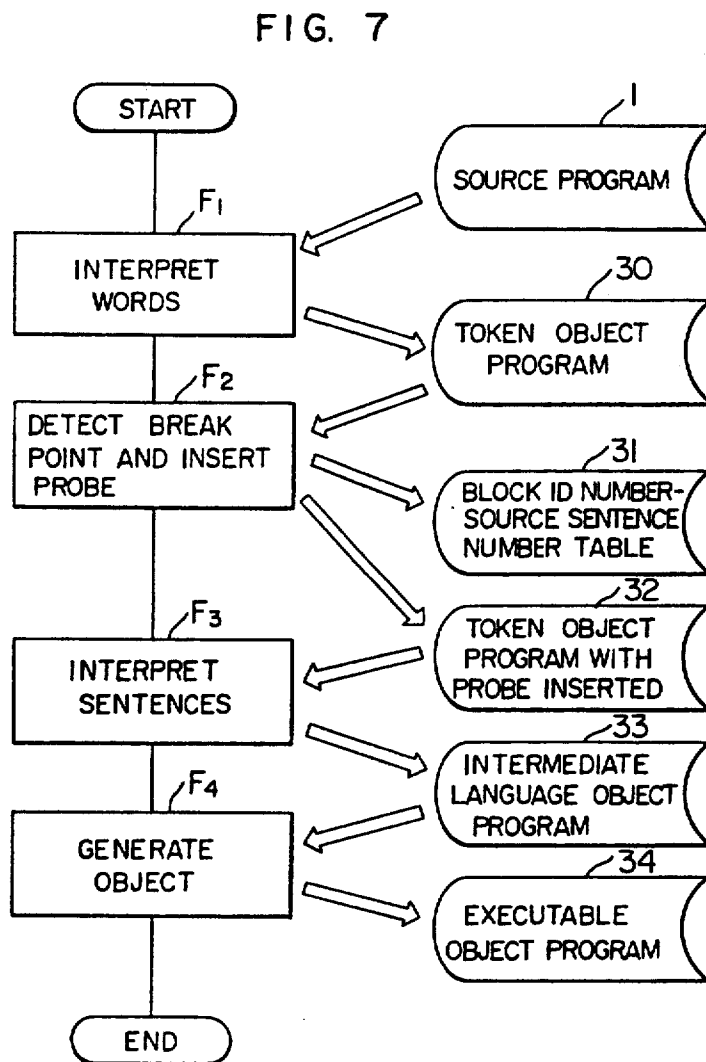 FIG. 7
START
1
SOURCE PROGRAM
F1
INTERPRET
WORDS
30
TOKEN OBJECT
PROGRAM
F2
DETECT BREAK
POINT AND INSERT
PROBE
31
BLOCK ID NUMBER-
SOURCE SENTENCE
NUMBER TABLE
32
TOKEN OBJECT
PROGRAM WITH
PROBE INSERTED
F3
INTERPRET
SENTENCES
33
INTERMEDIATE
LANGUAGE OBJECT
PROGRAM
F4
GENERATE
OBJECT
34
EXECUTABLE
OBJECT PROGRAM
END